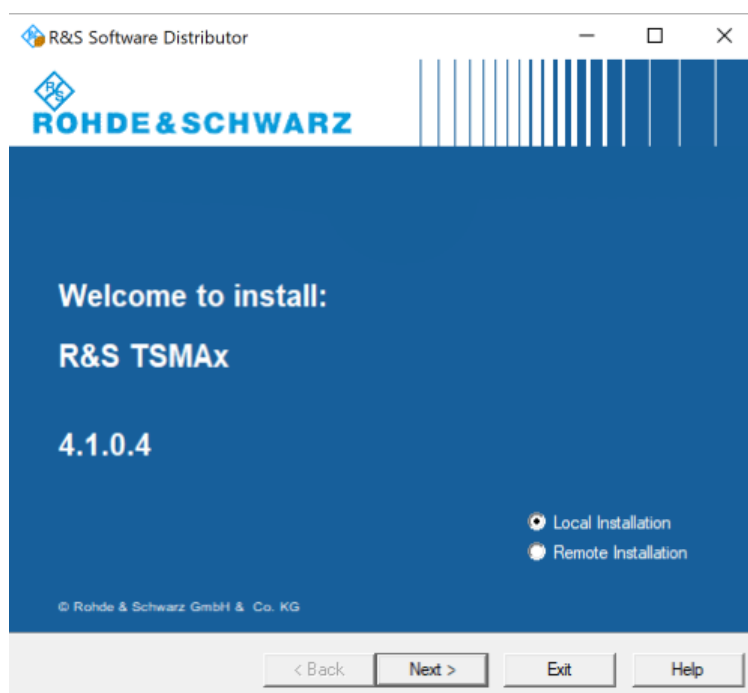 R&S Software Distributor
R&S
ROHDE&SCHWARZ
Welcome to install:
R&S TSMAx
4.1.0.4
Local Installation
Remote Installation
© Rohde & Schwarz GmbH & Co. KG
< Back
Next >
Exit
Help